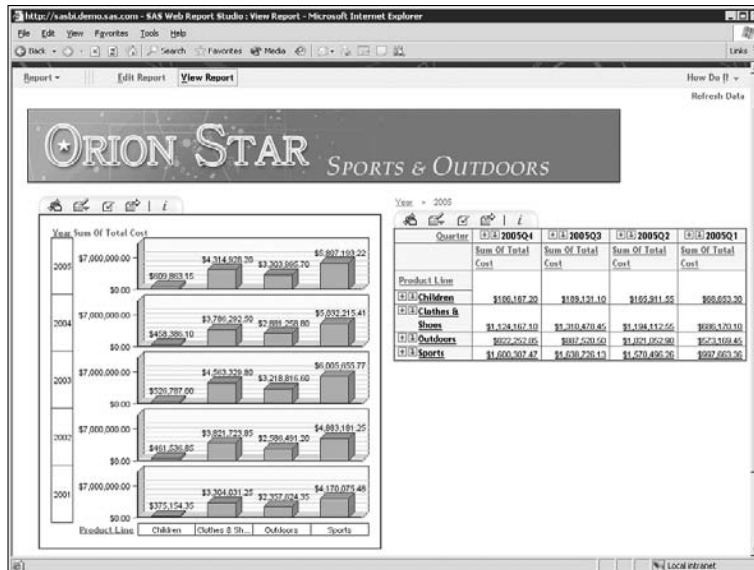 http://sasbi.demo.sas.com - SAS Web Report Studio : View Report - Microsoft Internet Explorer
File Edit View Favorites Tools Help
Back Search Favorites Media Links
Report Edit Report View Report How Do I?
Refresh Data
ORION STAR SPORTS & OUTDOORS
Year Sum Of Total Cost
2005 $7,000,000.00 $0.00
$609,863.15 $4,314,928.20 $3,303,995.70 $5,807,193.22
2004 $7,000,000.00 $0.00
$458,386.10 $3,786,292.50 $2,881,258.80 $5,092,215.41
2003 $7,000,000.00 $0.00
$526,787.00 $4,563,329.80 $3,218,816.60 $6,005,655.77
2002 $7,000,000.00 $0.00
$461,536.85 $3,821,723.85 $2,586,491.20 $4,883,181.25
2001 $7,000,000.00 $0.00
$375,154.35 $3,304,031.25 $2,357,624.35 $4,170,075.48
Product Line Children Clothes & Sh... Outdoors Sports
Year 2005
Quarter 2005Q4 2005Q3 2005Q2 2005Q1
Sum Of Total Cost Sum Of Total Cost Sum Of Total Cost Sum Of Total Cost
Product Line
Children $186,167.20 $189,131.10 $165,911.55 $68,653.30
Clothes & Shoes $1,124,167.10 $1,310,478.45 $1,194,112.55 $686,170.10
Outdoors $822,252.85 $887,520.50 $1,021,052.90 $573,169.45
Sports $1,600,307.47 $1,638,726.13 $1,570,496.26 $997,663.36
Local intranet